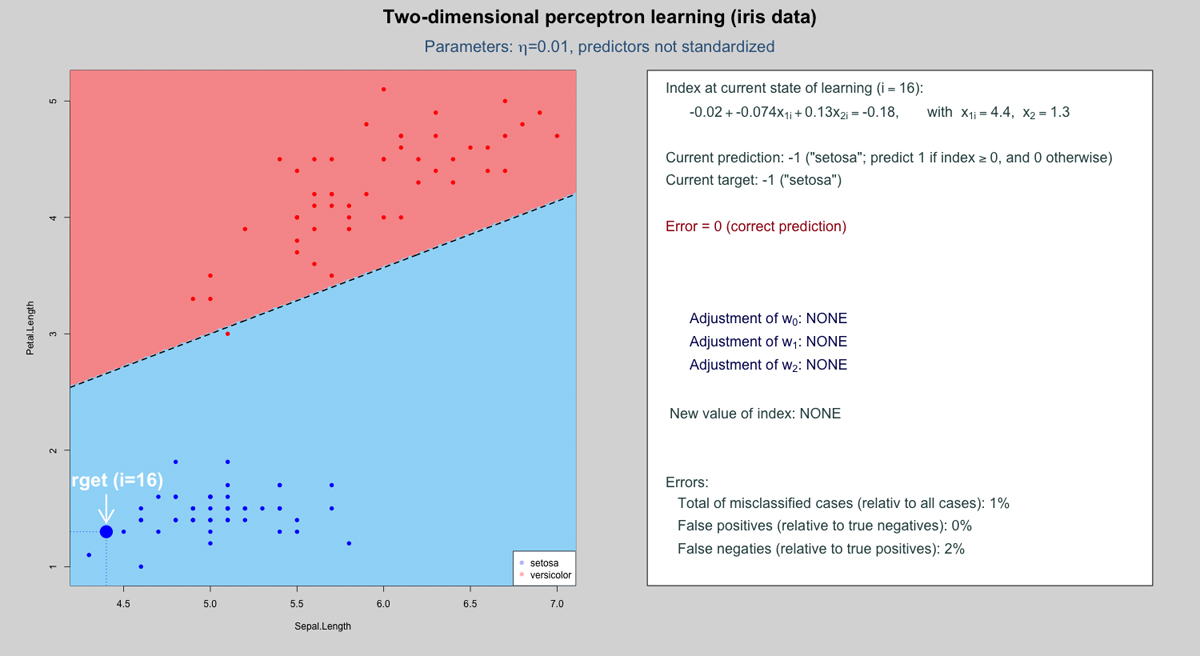 Two-dimensional perceptron learning (iris data)
Parameters: η=0.01, predictors not standardized
Petal.Length
5
4
3
2
1
rget (i=16)
setosa
versicolor
4.5 5.0 5.5 6.0 6.5 7.0
Sepal.Length
Index at current state of learning (i = 16):
-0.02 + -0.074x1i + 0.13x2i = -0.18, with x1i = 4.4, x2 = 1.3
Current prediction: -1 ("setosa"; predict 1 if index ≥ 0, and 0 otherwise)
Current target: -1 ("setosa")
Error = 0 (correct prediction)
Adjustment of w0: NONE
Adjustment of w1: NONE
Adjustment of w2: NONE
New value of index: NONE
Errors:
Total of misclassified cases (relativ to all cases): 1%
False positives (relative to true negatives): 0%
False negaties (relative to true positives): 2%